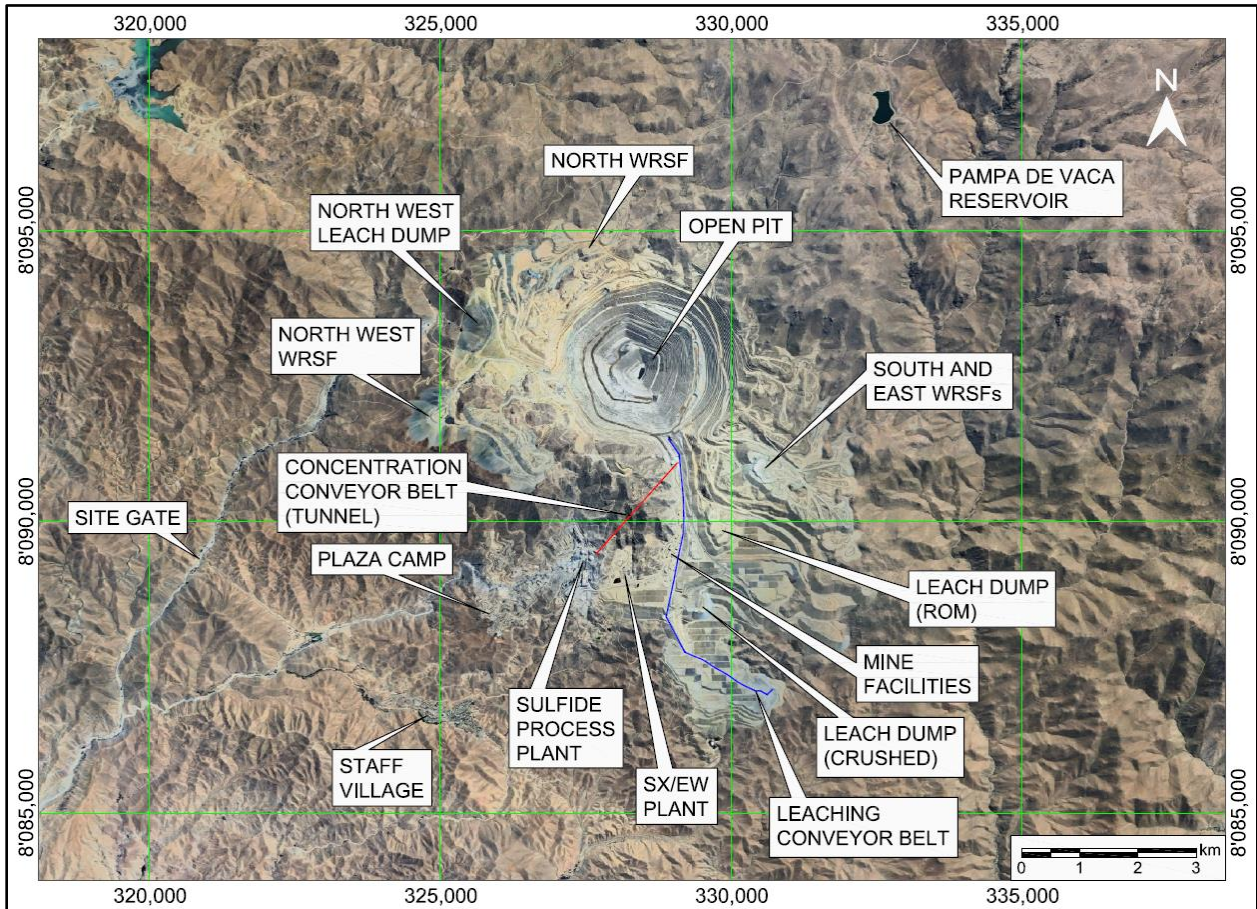 320,000
325,000
330,000
335,000
N
NORTH WRSF
PAMPA DE VACA
RESERVOIR
NORTH WEST
LEACH DUMP
OPEN PIT
8'095,000
8'095,000
NORTH WEST
WRSF
SOUTH AND
EAST WRSFs
CONCENTRATION
CONVEYOR BELT
(TUNNEL)
SITE GATE
8'090,000
8'090,000
PLAZA CAMP
LEACH DUMP
(ROM)
MINE
FACILITIES
SULFIDE
PROCESS
PLANT
LEACH DUMP
(CRUSHED)
STAFF
VILLAGE
SX/EW
PLANT
LEACHING
CONVEYOR BELT
8'085,000
8'085,000
km
0
1
2
3
320,000
325,000
330,000
335,000